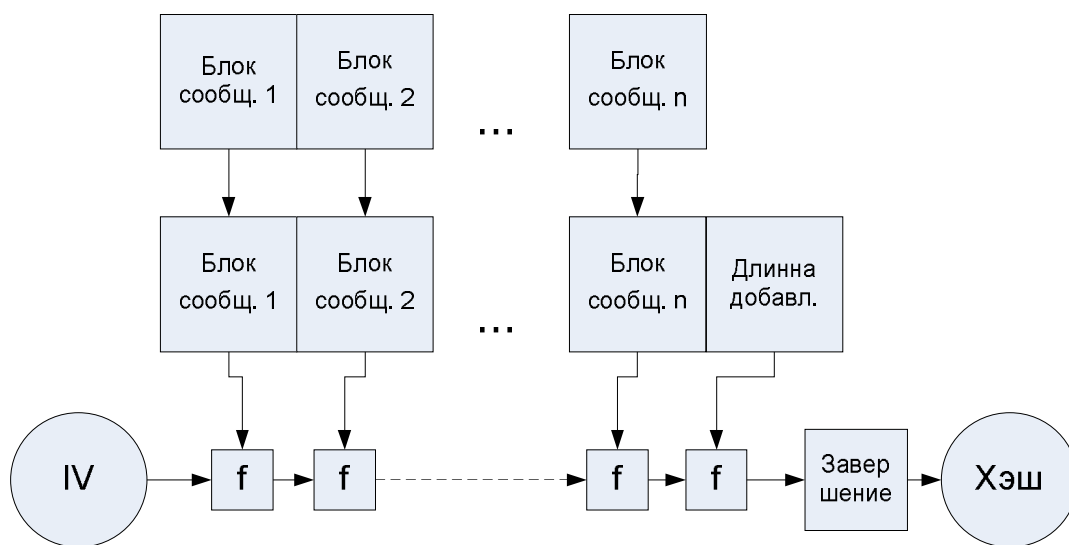 Блок
сообщ. 1
Блок
сообщ. 2
...
Блок
сообщ. n
Блок
сообщ. 1
Блок
сообщ. 2
...
Блок
сообщ. n
Длинна
добавл.
IV
f
f
f
f
Завер
шение
Хэш